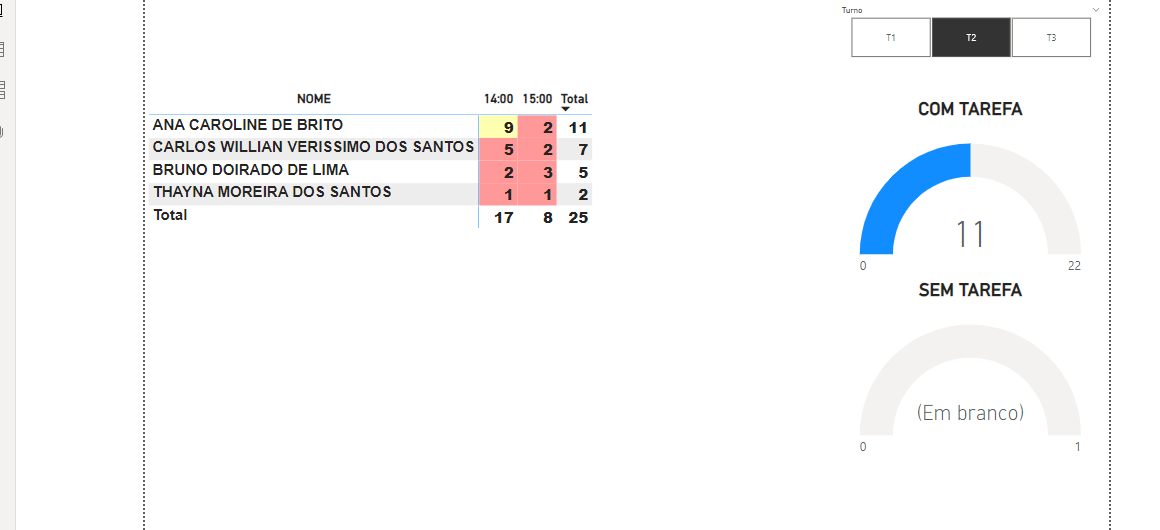 Turno
T1 T2 T3
NOME 14:00 15:00 Total
ANA CAROLINE DE BRITO 9 2 11
CARLOS WILLIAN VERISSIMO DOS SANTOS 5 2 7
BRUNO DOIRADO DE LIMA 2 3 5
THAYNA MOREIRA DOS SANTOS 1 1 2
Total 17 8 25
COM TAREFA
11
0 22
SEM TAREFA
(Em branco)
0 1